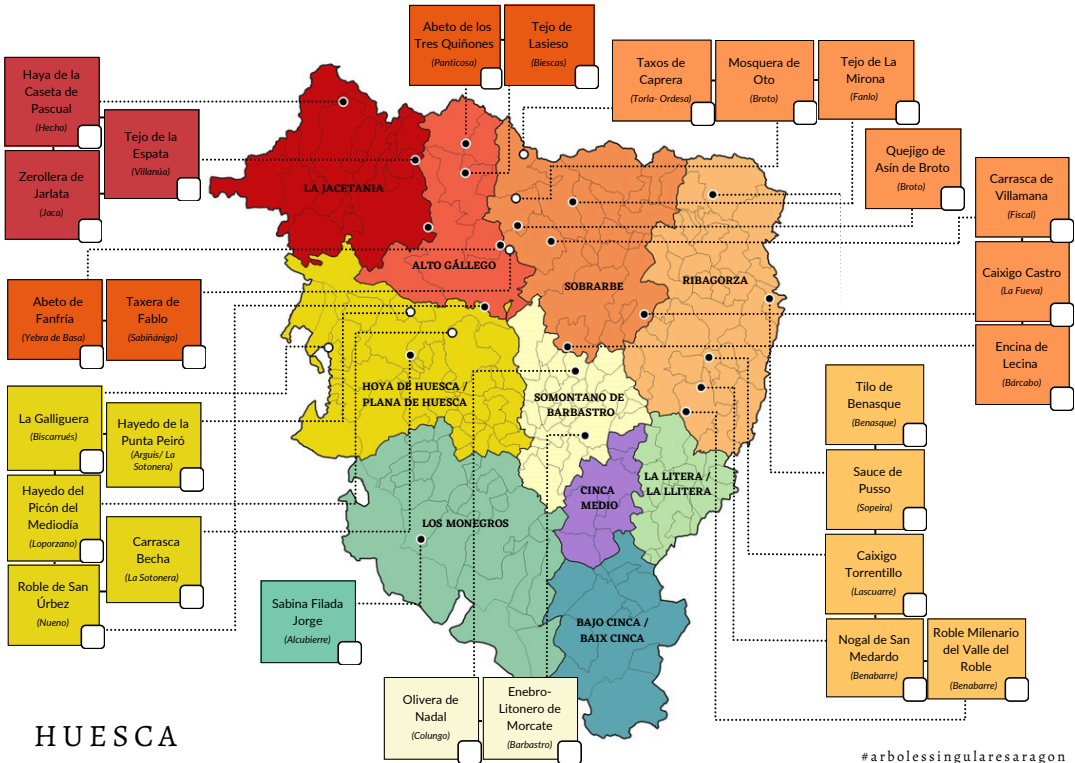 Abeto de los
Tres Quiñones
(Panticosa)
Tejo de
Lasieso
(Biescas)
Taxos de
Caprera
(Torla- Ordesa)
Mosquera de
Oto
(Broto)
Tejo de La
Mirona
(Fanlo)
Haya de la
Caseta de
Pascual
(Hecho)
Tejo de la
Espata
(Villanúa)
Zerollera de
Jarlata
(Jaca)
Quejigo de
Asín de Broto
(Broto)
Carrasca de
Villamana
(Fiscal)
Caixigo Castro
(La Fueva)
Encina de
Lecina
(Bárcabo)
LA JACETANIA
ALTO GÁLLEGO
SOBRARBE
RIBAGORZA
Abeto de
Fanfría
(Yebra de Basa)
Taxera de
Fablo
(Sabiñánigo)
HOYA DE HUESCA /
PLANA DE HUESCA
SOMONTANO DE
BARBASTRO
La Galliguera
(Biscarrués)
Hayedo de la
Punta Peiró
(Arguis/ La
Sotonera)
Hayedo del
Picón del
Mediodía
(Loporzano)
Carrasca
Becha
(La Sotonera)
Roble de San
Úrbez
(Nueno)
Tilo de
Benasque
(Benasque)
Sauce de
Pusso
(Sopeira)
Caixigo
Torrentillo
(Lascuarre)
Nogal de San
Medardo
(Benabarre)
Roble Milenario
del Valle del
Roble
(Benabarre)
CINCA
MEDIO
LA LITERA /
LA LLITERA
LOS MONEGROS
BAJO CINCA /
BAIX CINCA
Sabina Filada
Jorge
(Alcubierre)
Olivera de
Nadal
(Colungo)
Enebro-
Litonero de
Morcate
(Barbastro)
HUESCA
#arbolessingularesaragon